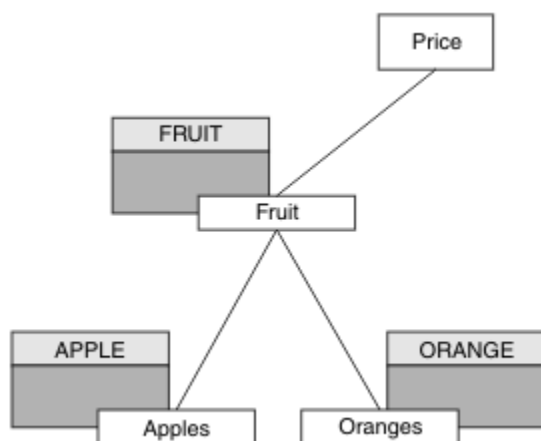 Price
FRUIT
Fruit
APPLE
ORANGE
Apples
Oranges